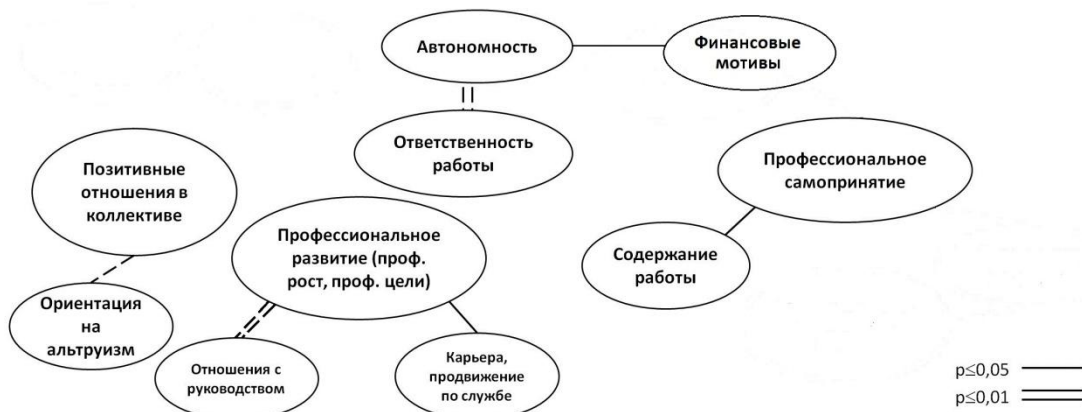 Автономность
Финансовые
мотивы
Ответственность
работы
Позитивные
отношения в
коллективе
Профессиональное
самопринятие
Профессиональное
развитие (проф.
рост, проф. цели)
Содержание
работы
Ориентация
на
альтруизм
Отношения с
руководством
Карьера,
продвижение
по службе
p≤0,05
p≤0,01